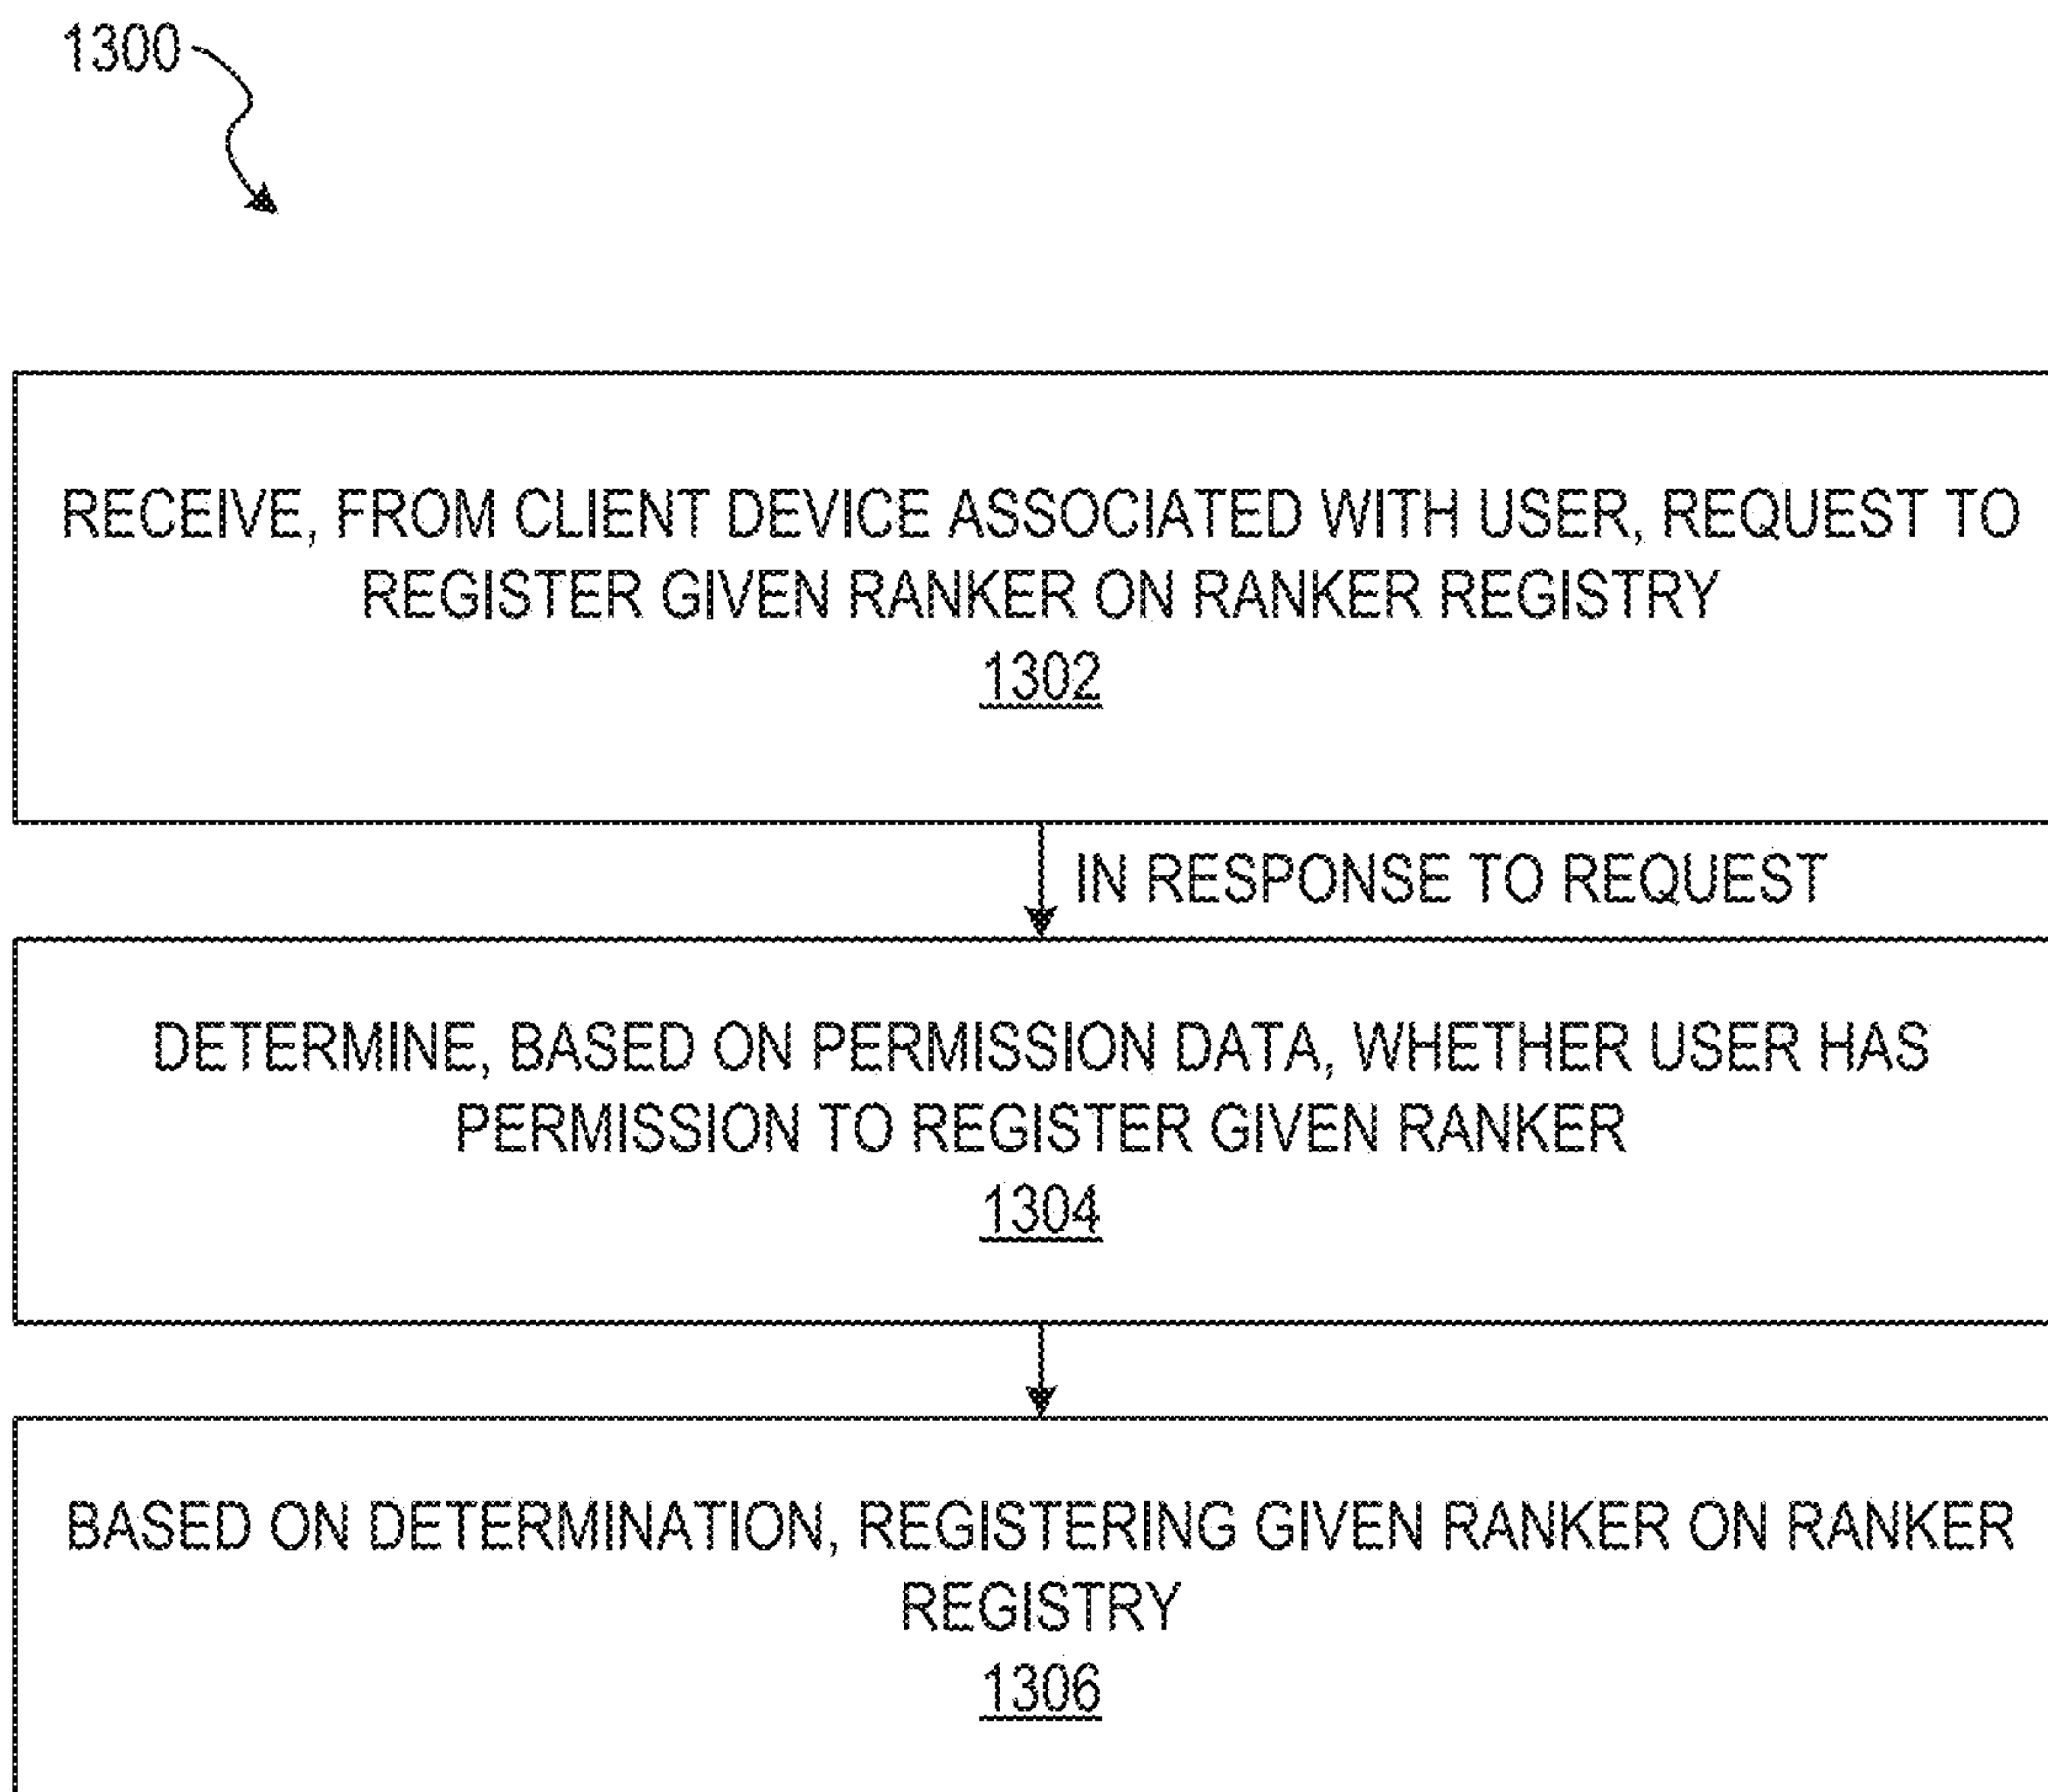 1300
RECEIVE, FROM CLIENT DEVICE ASSOCIATED WITH USER, REQUEST TO
REGISTER GIVEN RANKER ON RANKER REGISTRY
1302
IN RESPONSE TO REQUEST
DETERMINE, BASED ON PERMISSION DATA, WHETHER USER HAS
PERMISSION TO REGISTER GIVEN RANKER
1304
BASED ON DETERMINATION, REGISTERING GIVEN RANKER ON RANKER
REGISTRY
1306